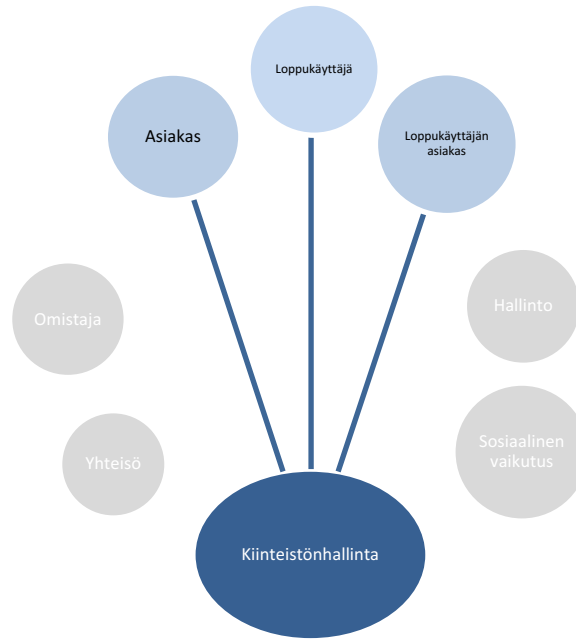 Loppukäyttäjä
Asiakas
Loppukäyttäjän
asiakas
Omistaja
Hallinto
Yhteisö
Sosiaalinen
vaikutus
Kiinteistönhallinta